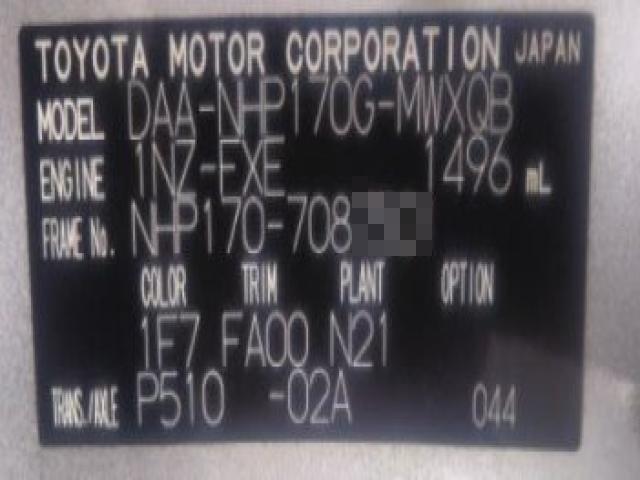 TOYOTA MOTOR CORPORATION JAPAN
MODEL DAA-NHP170G-MWXQB
ENGINE 1NZ-EXE 1496 mL
FRAME No. NHP170-708
COLOR TRIM PLANT OPTION
1F7 FA00 N21
TRANS./AXLE P510 -02A 044